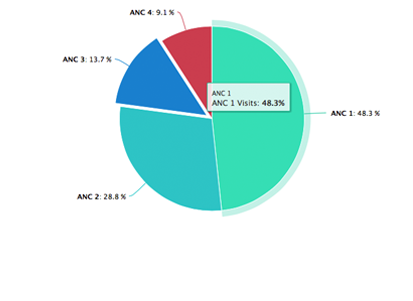 ANC 4: 9.1 %
ANC 3: 13.7 %
ANC 1
ANC 1 Visits: 48.3%
ANC 1: 48.3 %
ANC 2: 28.8 %